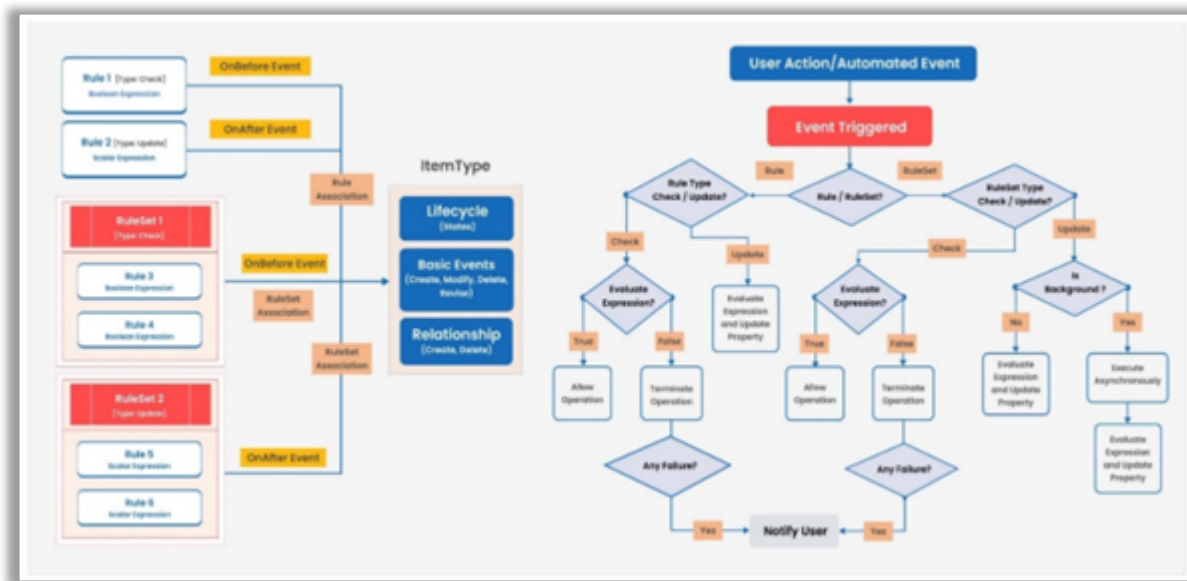 Rule 1 [Type: Check]
Boolean Expression
OnBefore Event
Rule 2 [Type: Update]
Scalar Expression
OnAfter Event
Rule
Association
RuleSet 1
[Type: Check]
Rule 3
Boolean Expression
Rule 4
Boolean Expression
OnBefore Event
RuleSet
Association
RuleSet
Association
RuleSet 2
[Type: Update]
Rule 5
Scalar Expression
Rule 6
Scalar Expression
OnAfter Event
ItemType
Lifecycle
(States)
Basic Events
(Create, Modify, Delete,
Revise)
Relationship
(Create, Delete)
User Action/Automated Event
Event Triggered
Rule
RuleSet
Rule Type
Check / Update?
Rule / RuleSet?
RuleSet Type
Check / Update?
Check
Update
Check
Update
Evaluate
Expression?
Evaluate
Expression
and Update
Property
Evaluate
Expression?
Is
Background ?
True
False
True
False
No
Yes
Allow
Operation
Terminate
Operation
Allow
Operation
Terminate
Operation
Evaluate
Expression
and Update
Property
Execute
Asynchronously
Evaluate
Expression
and Update
Property
Any Failure?
Any Failure?
Yes
Notify User
Yes